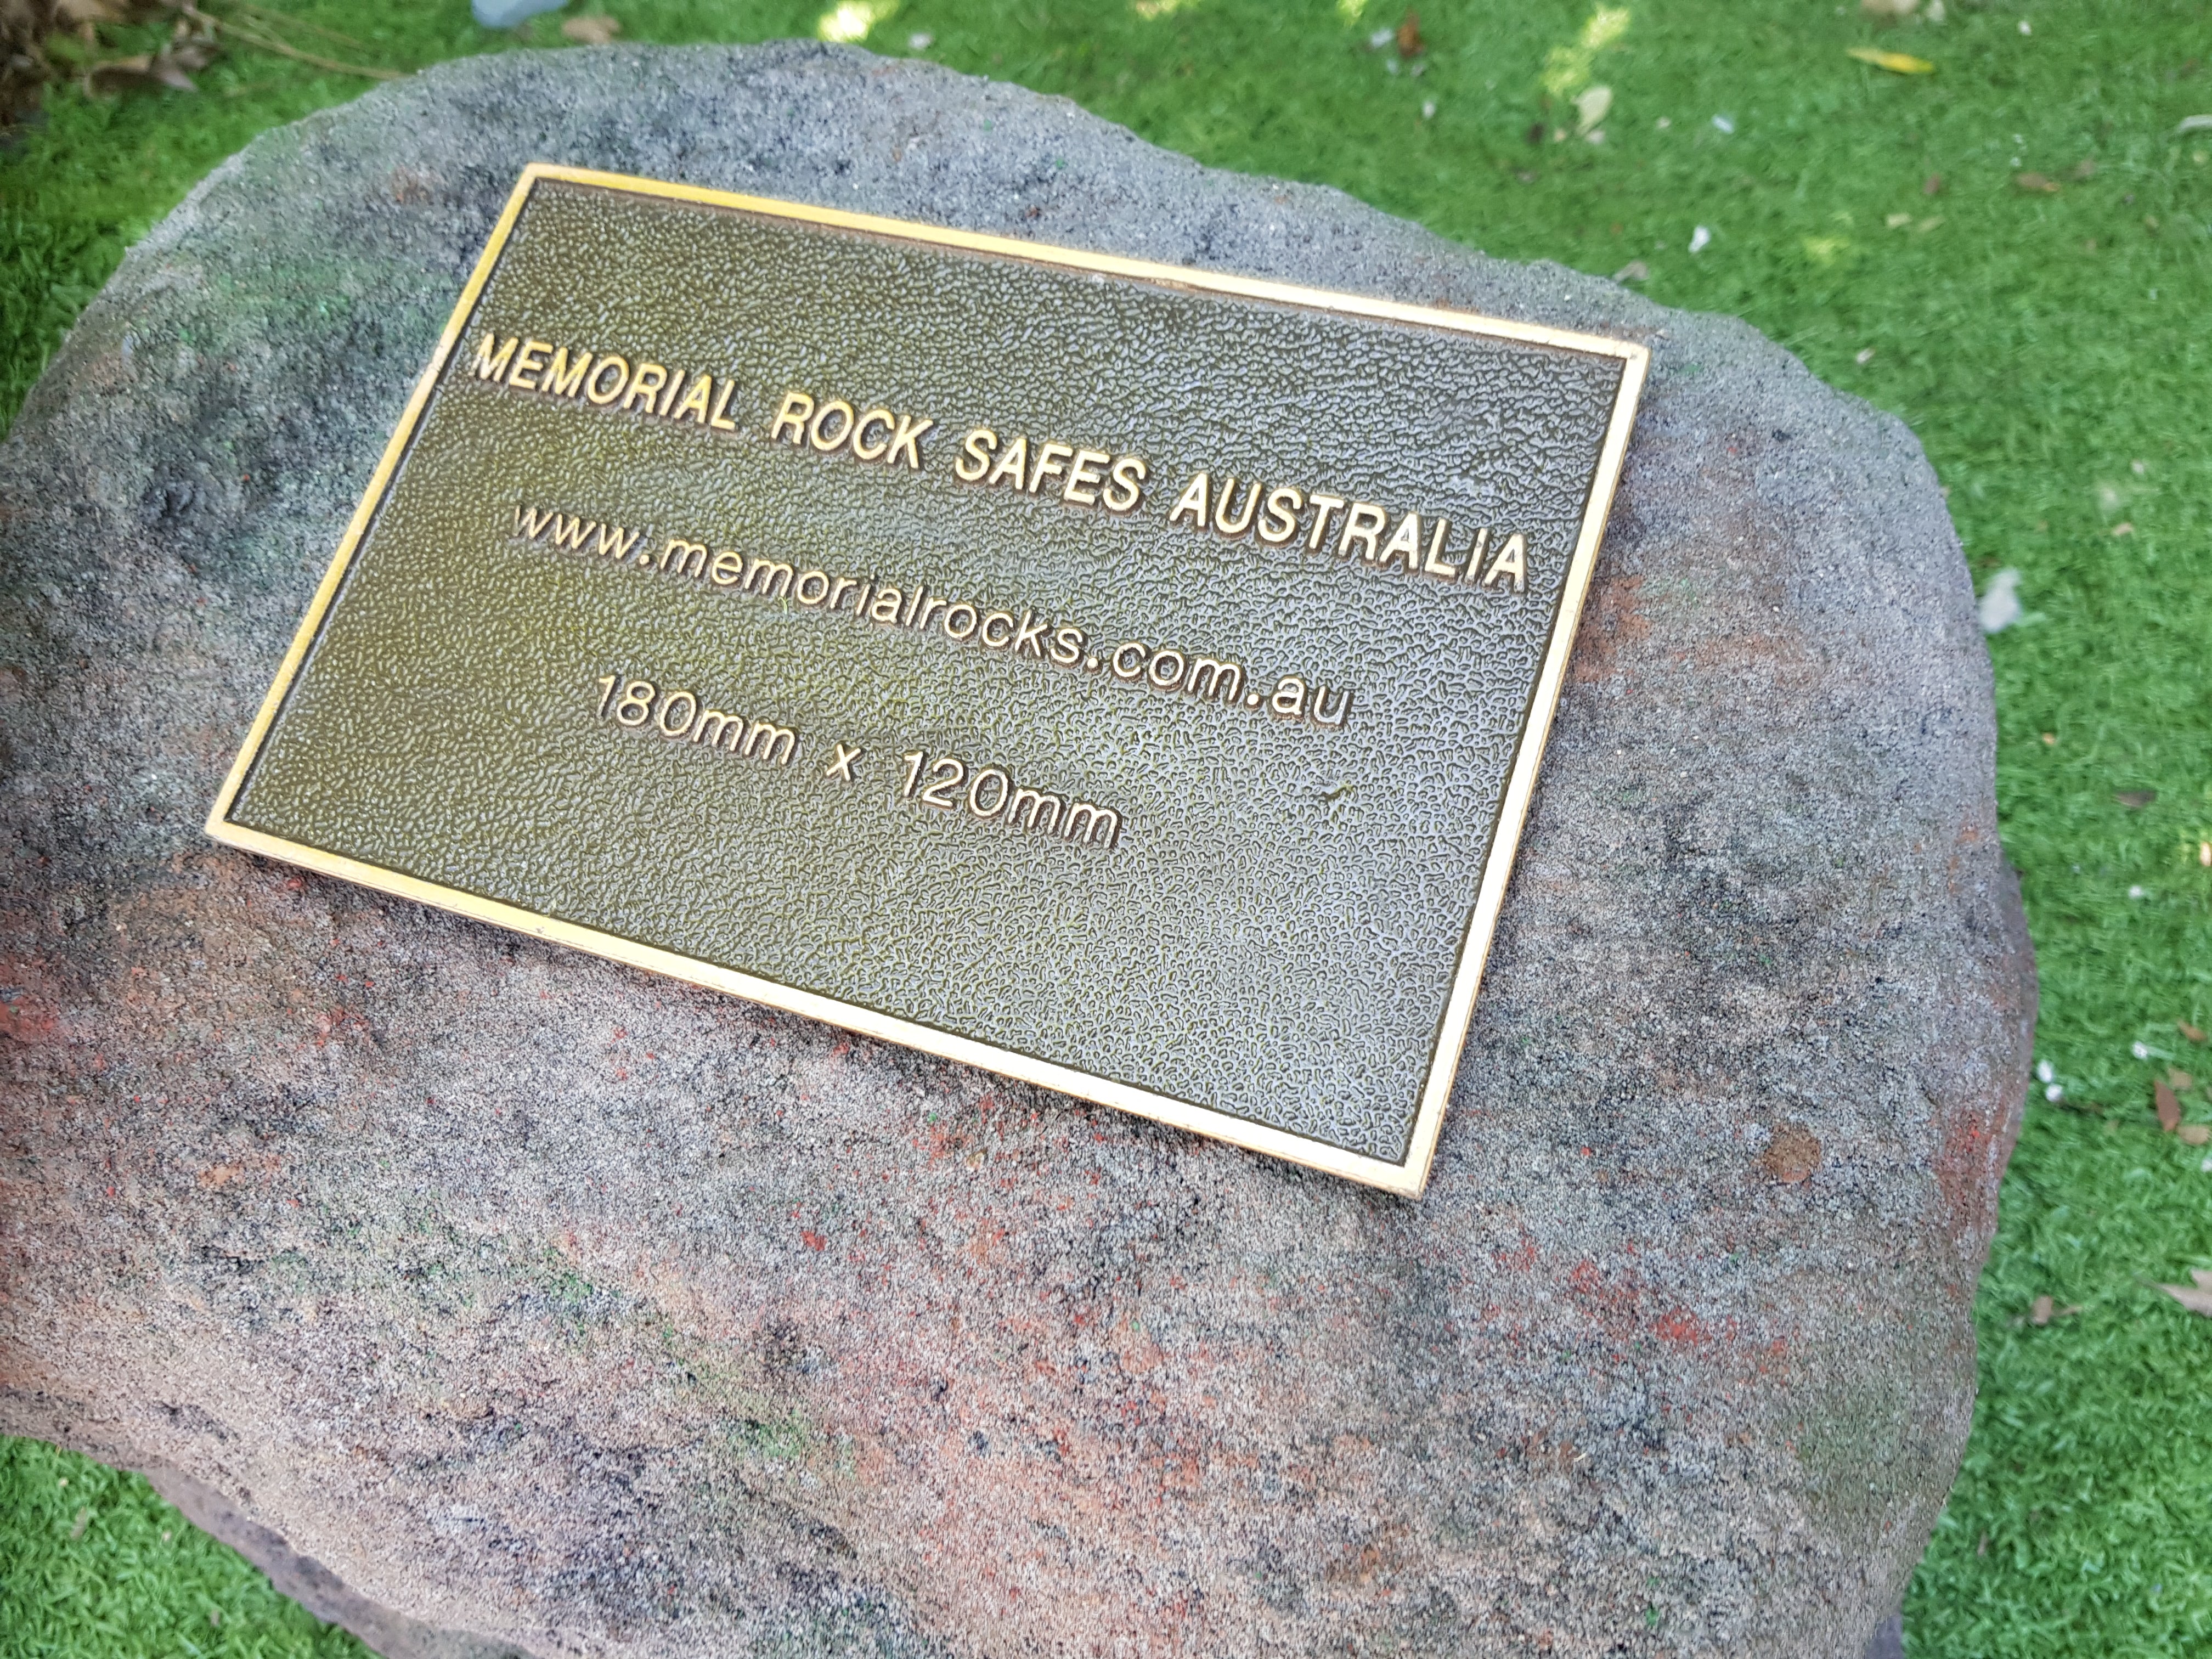 MEMORIAL ROCK SAFES AUSTRALIA
www.memorialrocks.com.au
180mm x 120mm